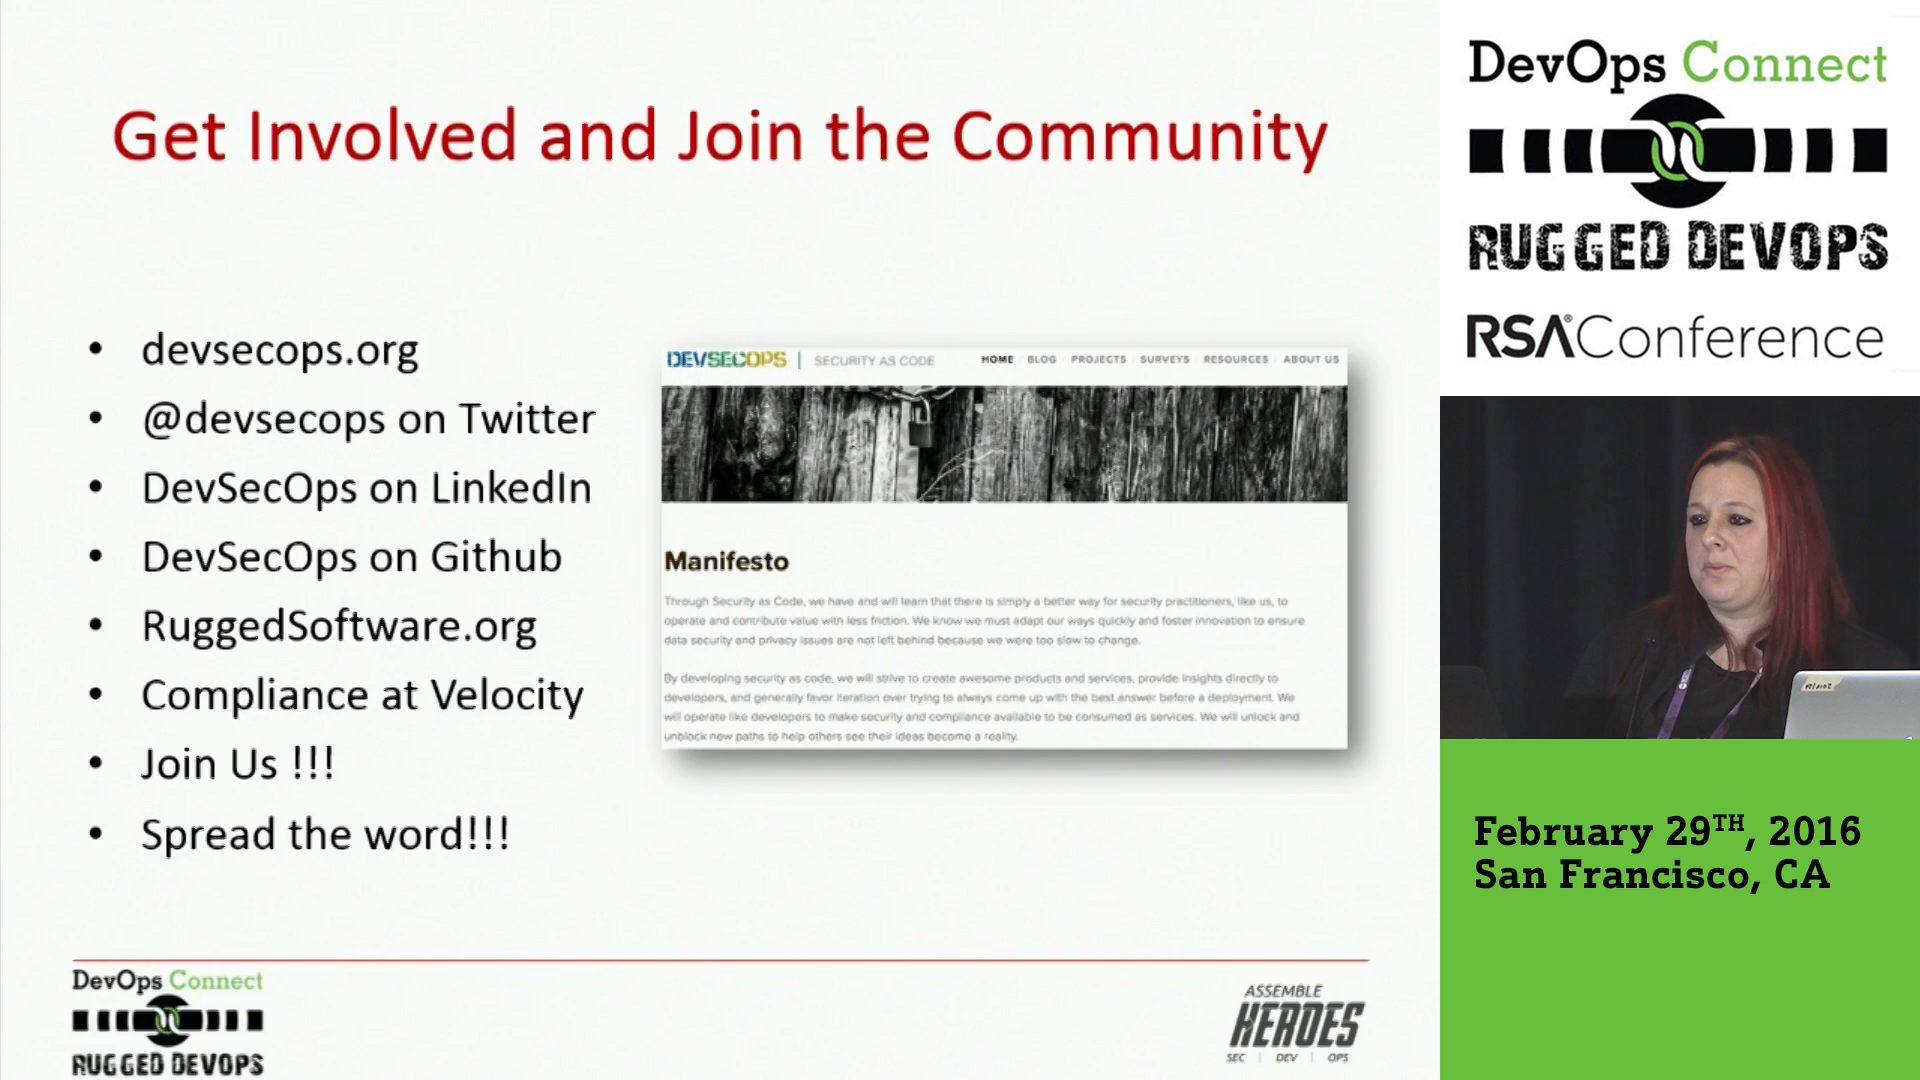 Get Involved and Join the Community
• devsecops.org
• @devsecops on Twitter
• DevSecOps on LinkedIn
• DevSecOps on Github
• RuggedSoftware.org
• Compliance at Velocity
• Join Us !!!
• Spread the word!!!
DEVSECOPS | SECURITY AS CODE
HOME / BLOG / PROJECTS / SURVEYS / RESOURCES / ABOUT US
Manifesto
Through Security as Code, we have and will learn that there is simply a better way for security practitioners, like us, to
operate and contribute value with less friction. We know we must adapt our ways quickly and foster innovation to ensure
data security and privacy issues are not left behind because we were too slow to change.
By developing security as code, we will strive to create awesome products and services, provide insights directly to
developers, and generally favor iteration over trying to always come up with the best answer before a deployment. We
will operate like developers to make security and compliance available to be consumed as services. We will unlock and
unblock new paths to help others see their ideas become a reality.
DevOps Connect
RUGGED DEVOPS
ASSEMBLE
HEROES
SEC | DEV | OPS
DevOps Connect
RUGGED DEVOPS
RSA®Conference
February 29TH, 2016
San Francisco, CA